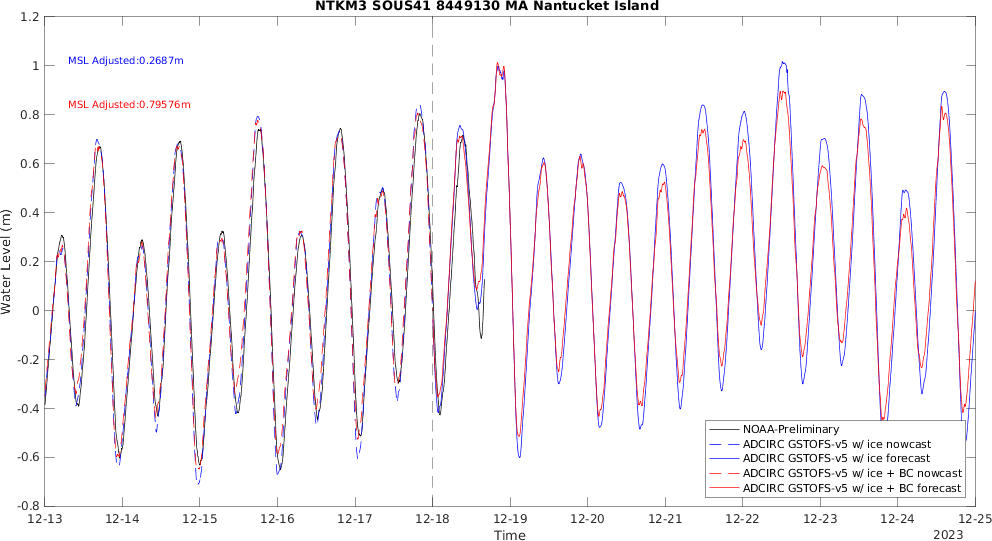 NTKM3 SOUS41 8449130 MA Nantucket Island
MSL Adjusted:0.2687m
MSL Adjusted:0.79576m
Water Level (m)
1.2
1
0.8
0.6
0.4
0.2
0
-0.2
-0.4
-0.6
-0.8
NOAA-Preliminary
ADCIRC GSTOFS-v5 w/ ice nowcast
ADCIRC GSTOFS-v5 w/ ice forecast
ADCIRC GSTOFS-v5 w/ ice + BC nowcast
ADCIRC GSTOFS-v5 w/ ice + BC forecast
12-13 12-14 12-15 12-16 12-17 12-18 12-19 12-20 12-21 12-22 12-23 12-24 12-25
Time
2023